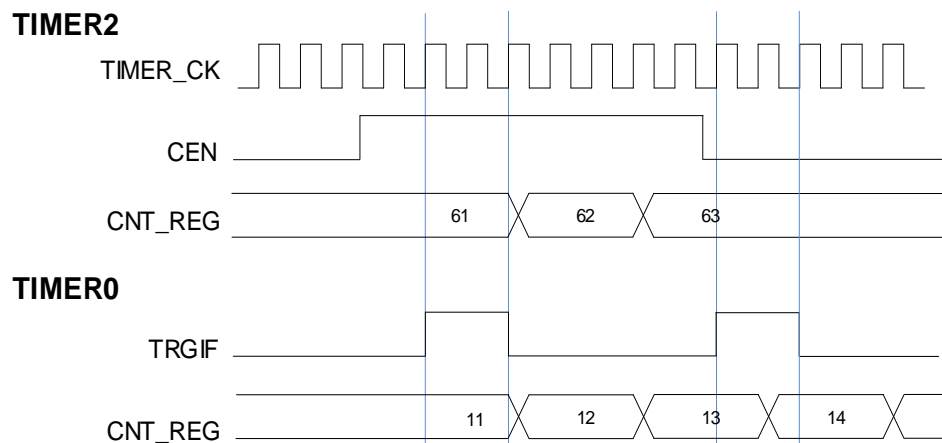 TIMER2
TIMER_CK
CEN
CNT_REG 61 62 63
TIMER0
TRGIF
CNT_REG 11 12 13 14